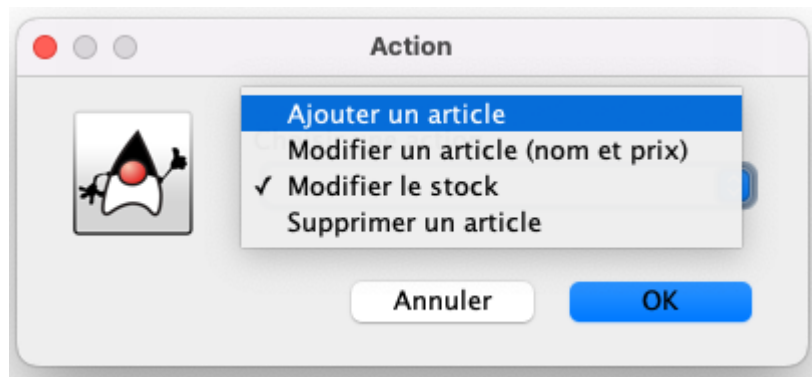 Action
Ajouter un article
Modifier un article (nom et prix)
✓ Modifier le stock
Supprimer un article
Annuler
OK